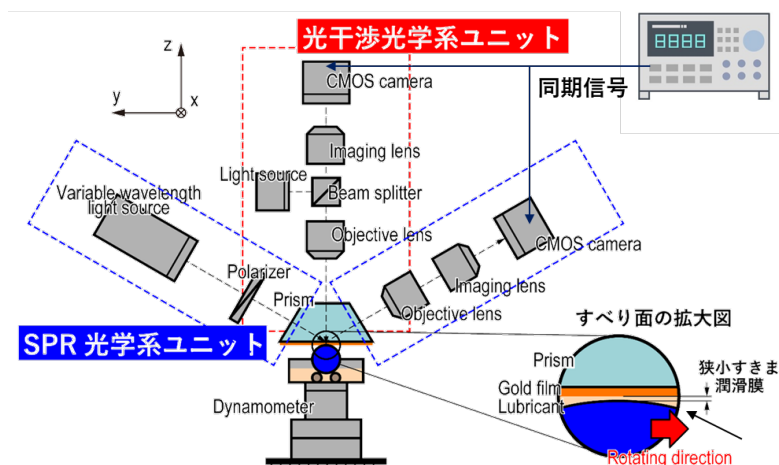 光干渉光学系ユニット
z
y
x
CMOS camera
同期信号
8888
Imaging lens
Light source
Beam splitter
Variable wavelength
light source
Objective lens
CMOS camera
Polarizer
Imaging lens
Prism
Objective lens
SPR 光学系ユニット
すべり面の拡大図
Prism
狭小すきま
潤滑膜
Gold film
Lubricant
Dynamometer
Rotating direction